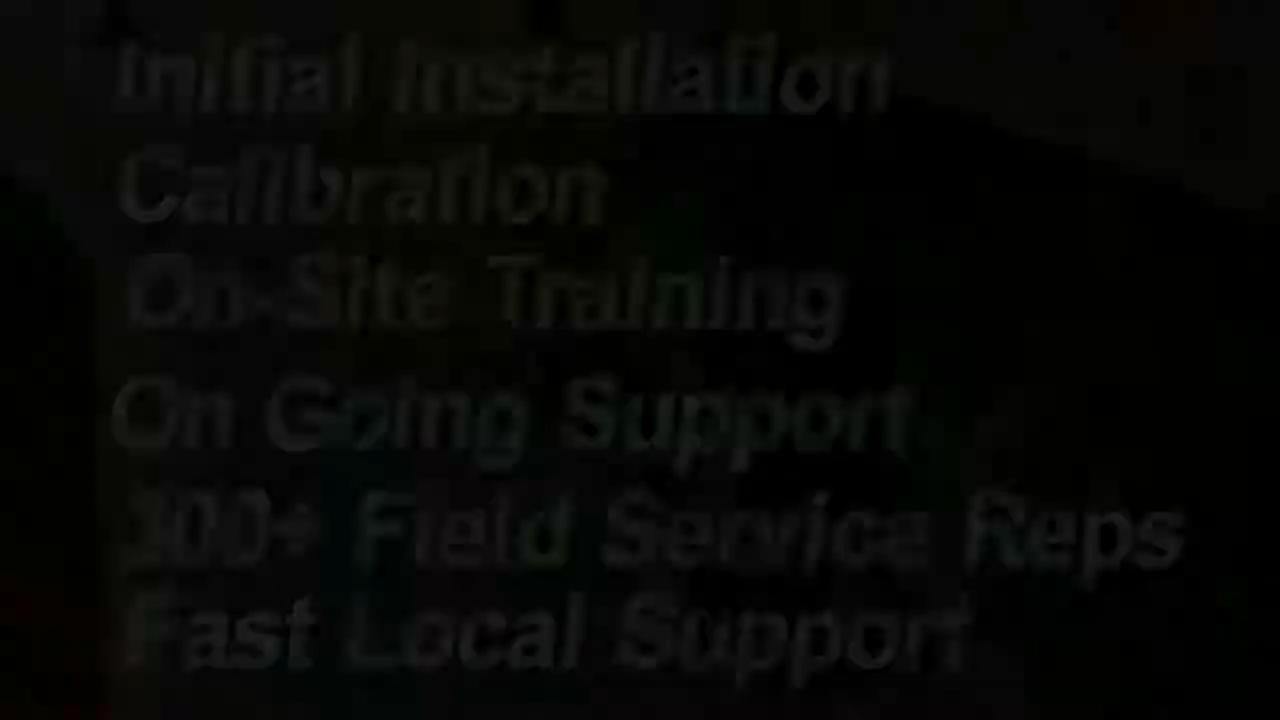 Initial Installation
Calibration
On-Site Training
On Going Support
Field Service Reps
Fast Local Support